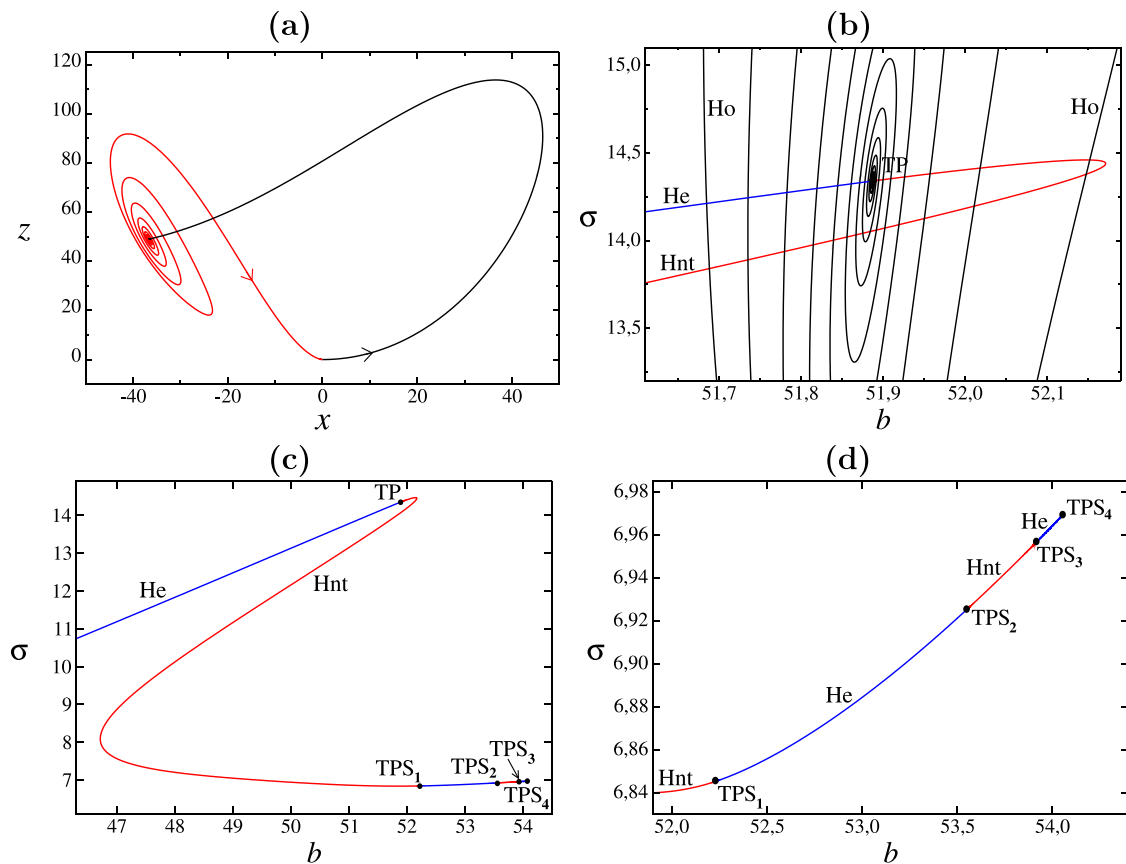 (a)
120
100
80
60
40
20
0
z
-40
-20
0
20
40
x
(b)
15,0
14,5
14,0
13,5
σ
Ho
Ho
TP
He
Hnt
51,7
51,8
51,9
52,0
52,1
b
(c)
14
13
12
11
10
9
8
7
σ
TP
He
Hnt
TPS1
TPS2
TPS3
TPS4
47
48
49
50
51
52
53
54
b
(d)
6,98
6,96
6,94
6,92
6,90
6,88
6,86
6,84
σ
He
TPS4
TPS3
Hnt
TPS2
He
Hnt
TPS1
52,0
52,5
53,0
53,5
54,0
b